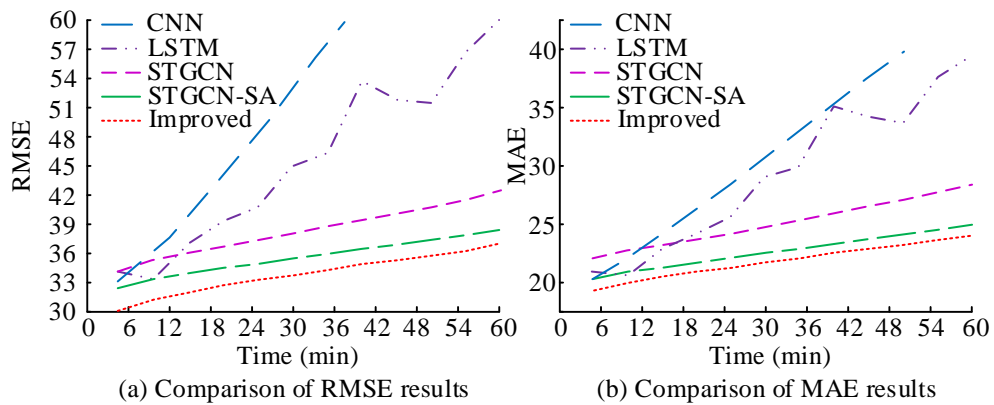 60
57
54
51
48
45
42
39
36
33
30
RMSE
CNN
LSTM
STGCN
STGCN-SA
Improved
0 6 12 18 24 30 36 42 48 54 60
Time (min)
(a) Comparison of RMSE results
40
35
30
25
20
MAE
CNN
LSTM
STGCN
STGCN-SA
Improved
0 6 12 18 24 30 36 42 48 54 60
Time (min)
(b) Comparison of MAE results